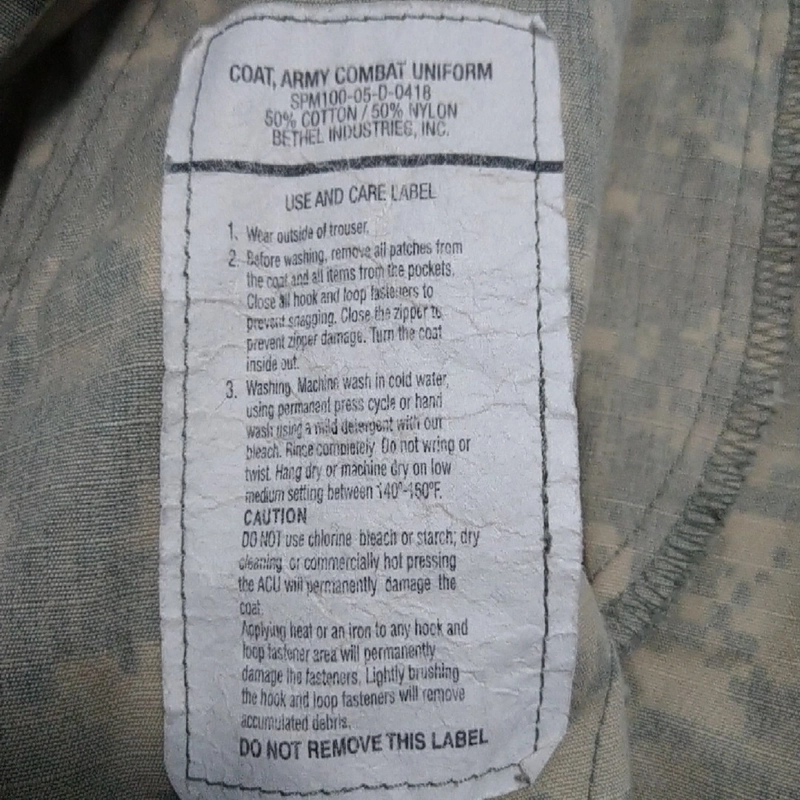 COAT, ARMY COMBAT UNIFORM
SPM100-05-D-0418
50% COTTON / 50% NYLON
BETHEL INDUSTRIES, INC.
USE AND CARE LABEL
1. Wear outside of trouser.
2. Before washing, remove all patches from
the coat and all items from the pockets.
Close all hook and loop fasteners to
prevent snagging. Close the zipper to
prevent zipper damage. Turn the coat
inside out.
3. Washing. Machine wash in cold water,
using permanent press cycle or hand
wash using a mild detergent with out
bleach. Rinse completely. Do not wring or
twist. Hang dry or machine dry on low
medium setting between 140°-150°F.
CAUTION
DO NOT use chlorine bleach or starch; dry
cleaning or commercially hot pressing
the ACU will permanently damage the
coat.
Applying heat or an iron to any hook and
loop fastener area will permanently
damage the fasteners. Lightly brushing
the hook and loop fasteners will remove
accumulated debris.
DO NOT REMOVE THIS LABEL